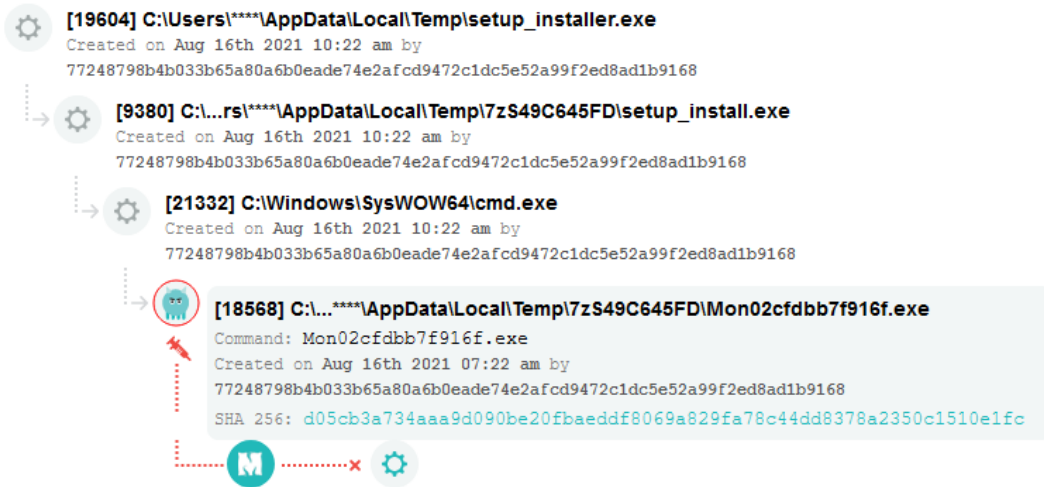 [19604] C:\Users\****\AppData\Local\Temp\setup_installer.exe
Created on Aug 16th 2021 10:22 am by
77248798b4b033b65a80a6b0eade74e2afcd9472c1dc5e52a99f2ed8ad1b9168
[9380] C:\...rs\****\AppData\Local\Temp\7zS49C645FD\setup_install.exe
Created on Aug 16th 2021 10:22 am by
77248798b4b033b65a80a6b0eade74e2afcd9472c1dc5e52a99f2ed8ad1b9168
[21332] C:\Windows\SysWOW64\cmd.exe
Created on Aug 16th 2021 10:22 am by
77248798b4b033b65a80a6b0eade74e2afcd9472c1dc5e52a99f2ed8ad1b9168
[18568] C:\...****\AppData\Local\Temp\7zS49C645FD\Mon02cfdbb7f916f.exe
Command: Mon02cfdbb7f916f.exe
Created on Aug 16th 2021 07:22 am by
77248798b4b033b65a80a6b0eade74e2afcd9472c1dc5e52a99f2ed8ad1b9168
SHA 256: d05cb3a734aaa9d090be20fbaeddf8069a829fa78c44dd8378a2350c1510e1fc
M